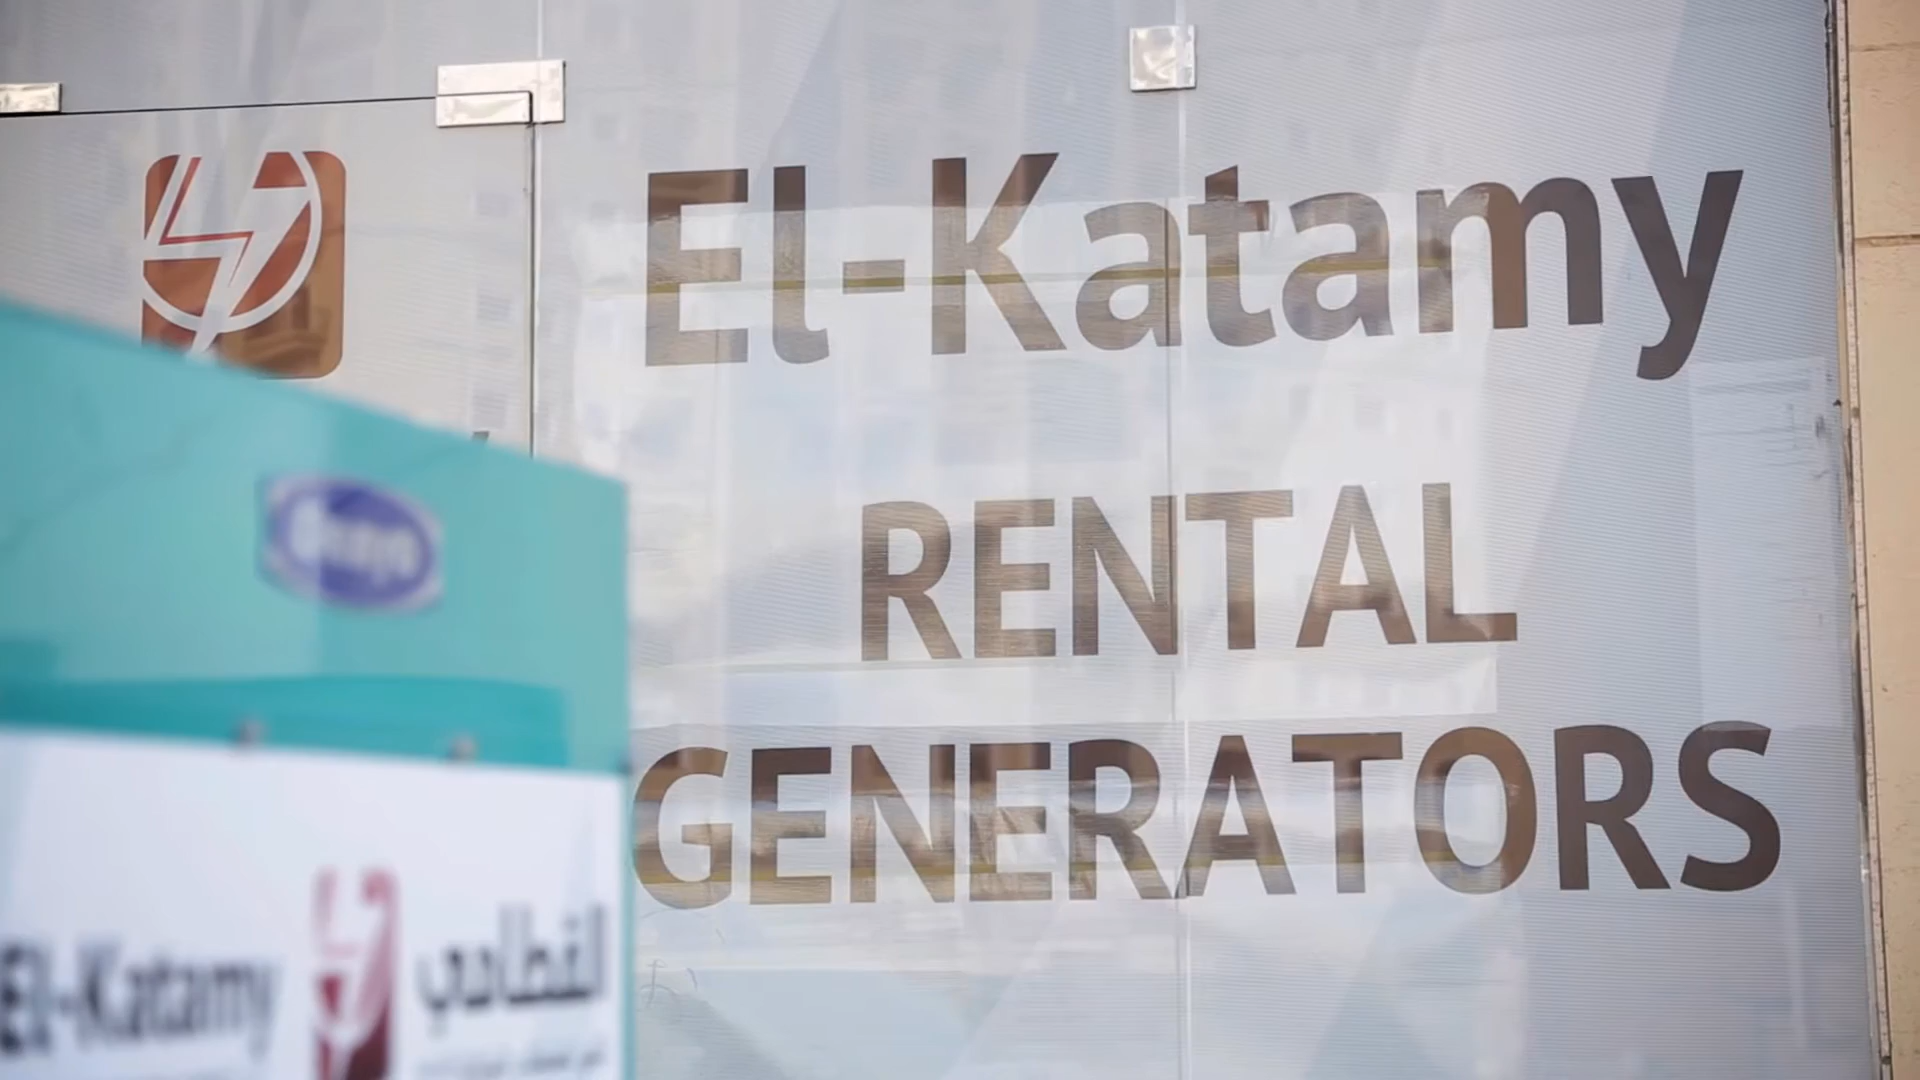 El-Katamy
RENTAL
GENERATORS
El-Katamy
القطامي